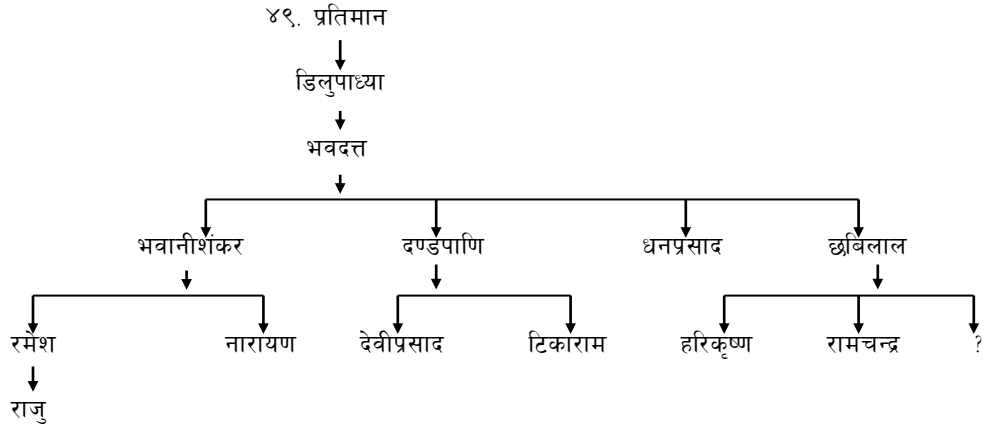 ४९. प्रतिमान
डिलुपाध्या
भवदत्त
भवानीशंकर दण्डपाणि धनप्रसाद छबिलाल
रमेश नारायण देवीप्रसाद टिकाराम हरिकृष्ण रामचन्द्र ?
राजु